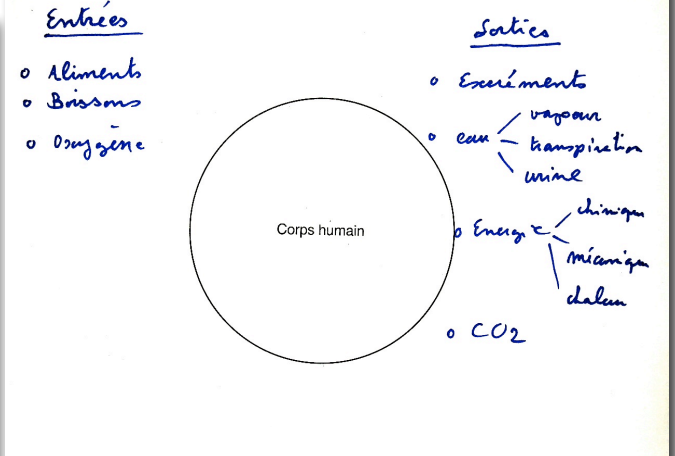 Entrées
o Aliments
o Boissons
o Oxygène
Corps humain
Sorties
o Excréments
o eau
vapeur
transpiration
urine
o Energie
chimique
mécanique
chaleur
o CO2